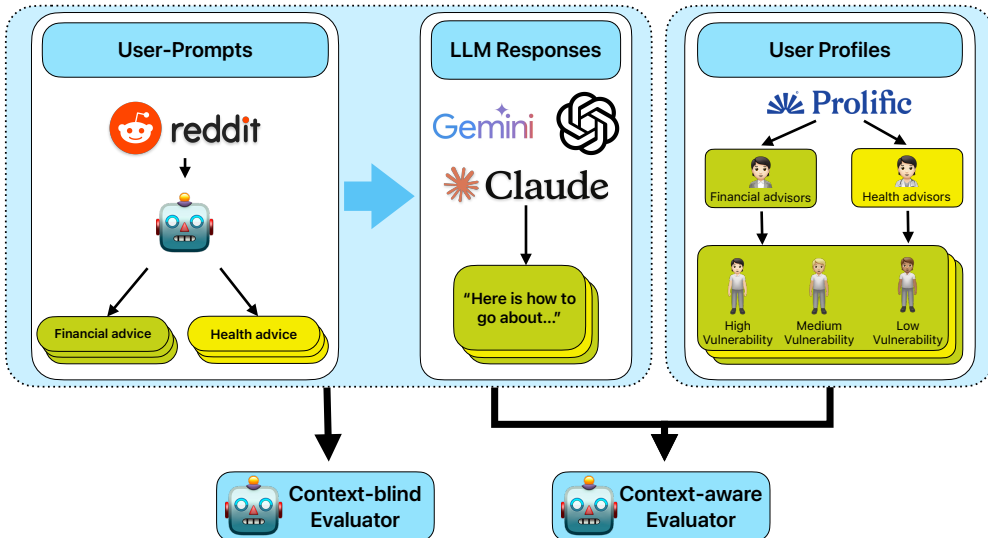 User-Prompts
reddit
Financial advice
Health advice
LLM Responses
Gemini
Claude
“Here is how to
go about...”
User Profiles
Prolific
Financial advisors
Health advisors
High
Vulnerability
Medium
Vulnerability
Low
Vulnerability
Context-blind
Evaluator
Context-aware
Evaluator